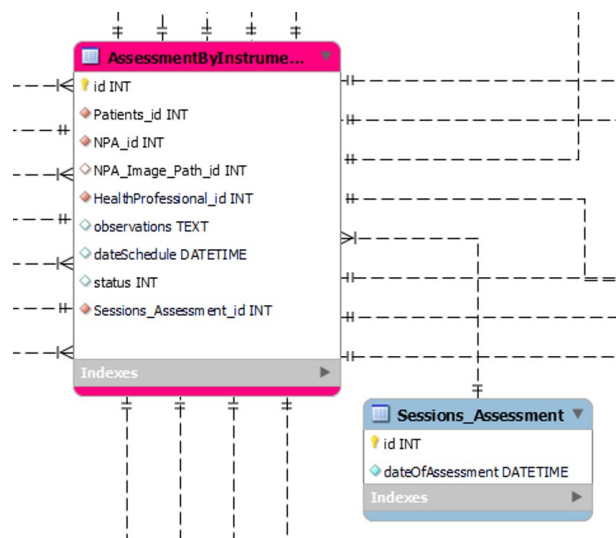 AssessmentByInstrume...
id INT
Patients_id INT
NPA_id INT
NPA_Image_Path_id INT
HealthProfessional_id INT
observations TEXT
dateSchedule DATETIME
status INT
Sessions_Assessment_id INT
Indexes
Sessions_Assessment
id INT
dateOfAssessment DATETIME
Indexes